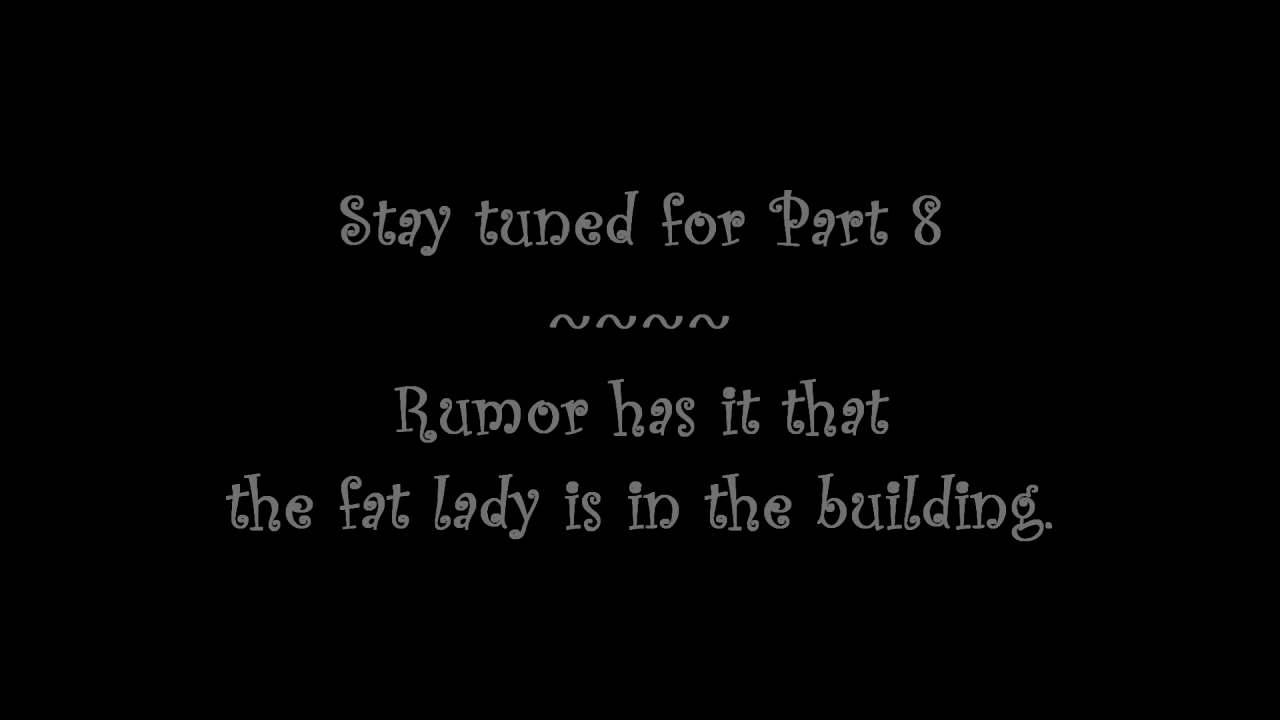 Stay tuned for Part 8
~~~~
Rumor has it that
the fat lady is in the building.